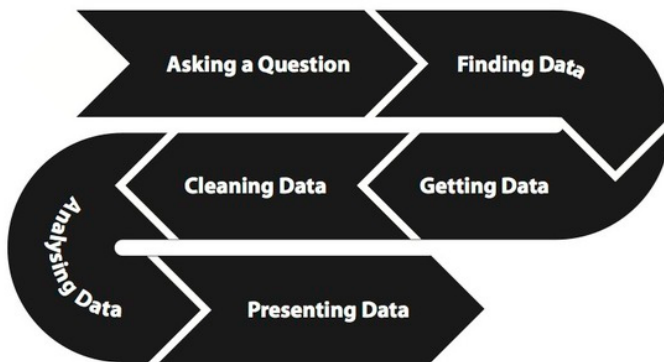 Asking a Question
Finding Data
Getting Data
Cleaning Data
Analysing Data
Presenting Data